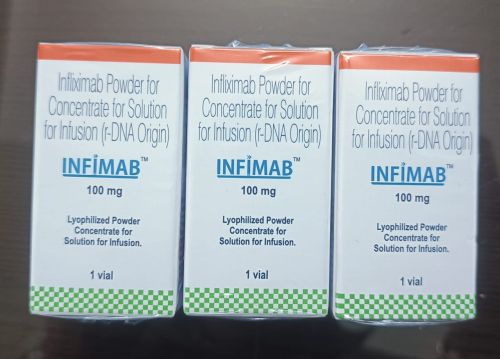 Infliximab Powder for
Concentrate for Solution
for Infusion (r-DNA Origin)
INFIMAB™
100 mg
Lyophilized Powder
Concentrate for
Solution for Infusion.
1 vial
Infliximab Powder for
Concentrate for Solution
for Infusion (r-DNA Origin)
INFIMAB™
100 mg
Lyophilized Powder
Concentrate for
Solution for Infusion.
1 vial
Infliximab Powder for
Concentrate for Solution
for Infusion (r-DNA Origin)
INFIMAB™
100 mg
Lyophilized Powder
Concentrate for
Solution for Infusion.
1 vial